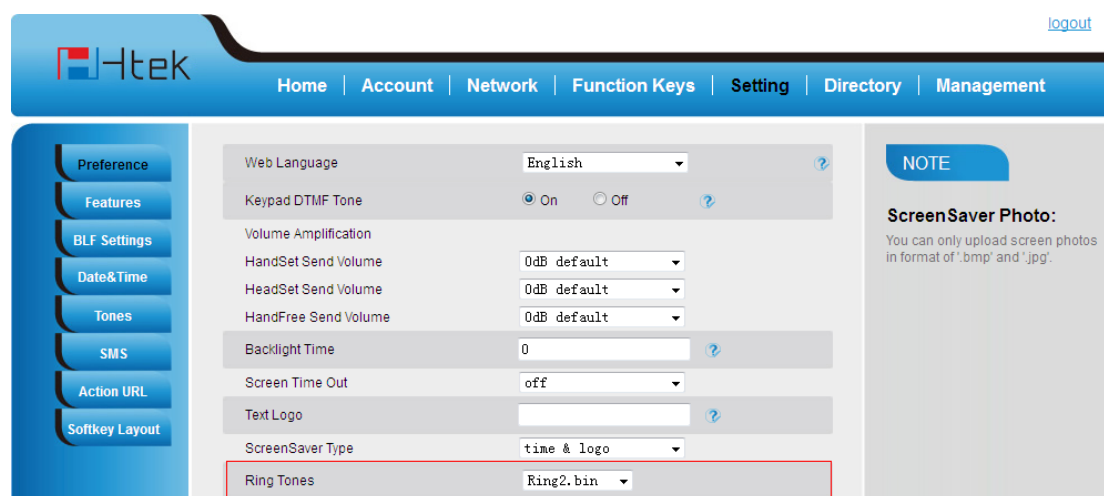 logout
Htek
Home Account Network Function Keys Setting Directory Management
Preference
Features
BLF Settings
Date&Time
Tones
SMS
Action URL
Softkey Layout
Web Language English
Keypad DTMF Tone On Off
Volume Amplification
HandSet Send Volume 0dB default
HeadSet Send Volume 0dB default
HandFree Send Volume 0dB default
Backlight Time 0
Screen Time Out off
Text Logo
ScreenSaver Type time & logo
Ring Tones Ring2.bin
NOTE
ScreenSaver Photo:
You can only upload screen photos
in format of '.bmp' and '.jpg'.